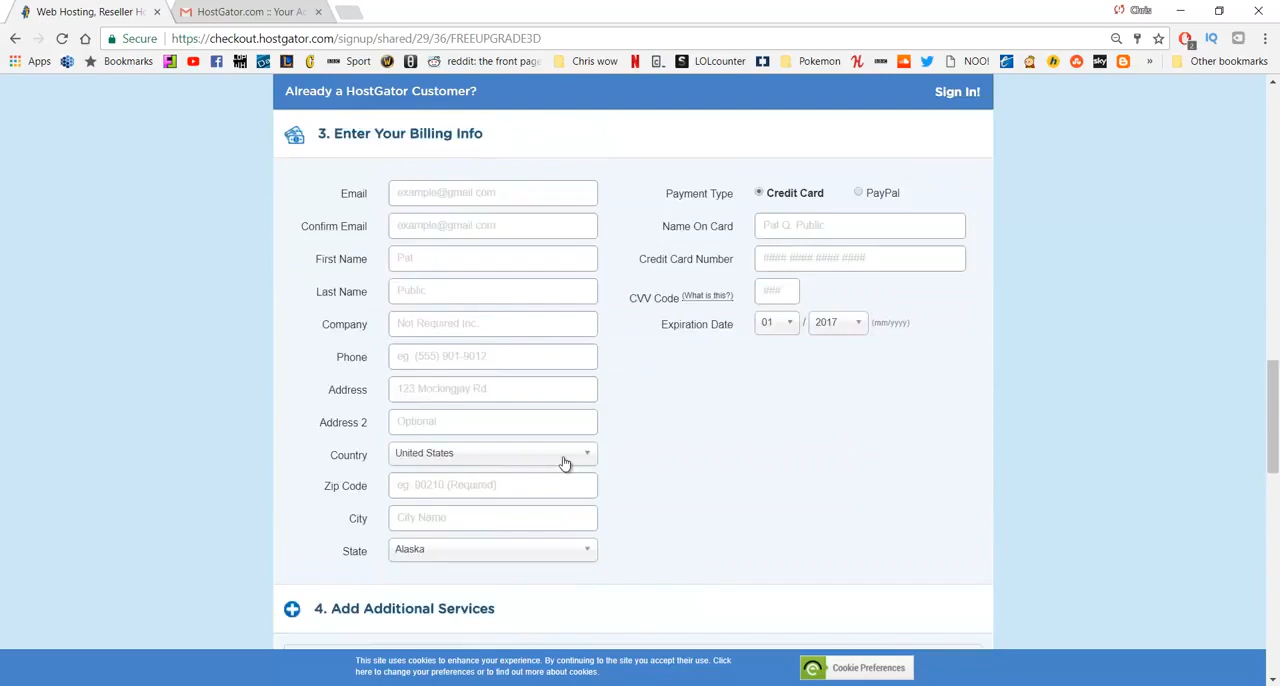 Web Hosting, Reseller Ho
HostGator.com :: Your Ac
Chris
Secure
https://checkout.hostgator.com/signup/shared/29/36/FREEUPGRADE3D
Apps
Bookmarks
Sport
reddit: the front page
Chris wow
LOLcounter
Pokemon
NOO!
Other bookmarks
Already a HostGator Customer?
Sign In!
3. Enter Your Billing Info
Email
example@gmail com
Confirm Email
example@gmail com
First Name
Pat
Last Name
Public
Company
Not Required Inc.
Phone
eg (555) 901-9012
Address
123 Mockingjay Rd.
Address 2
Optional
Country
United States
Zip Code
eg 90210 (Required)
City
City Name
State
Alaska
Payment Type
Credit Card
PayPal
Name On Card
Pat Q. Public
Credit Card Number
#### #### #### ####
CVV Code (What is this?)
###
Expiration Date
01 / 2017 (mm/yyyy)
4. Add Additional Services
This site uses cookies to enhance your experience. By continuing to the site you accept their use. Click
here to change your preferences or to find out more about cookies.
Cookie Preferences